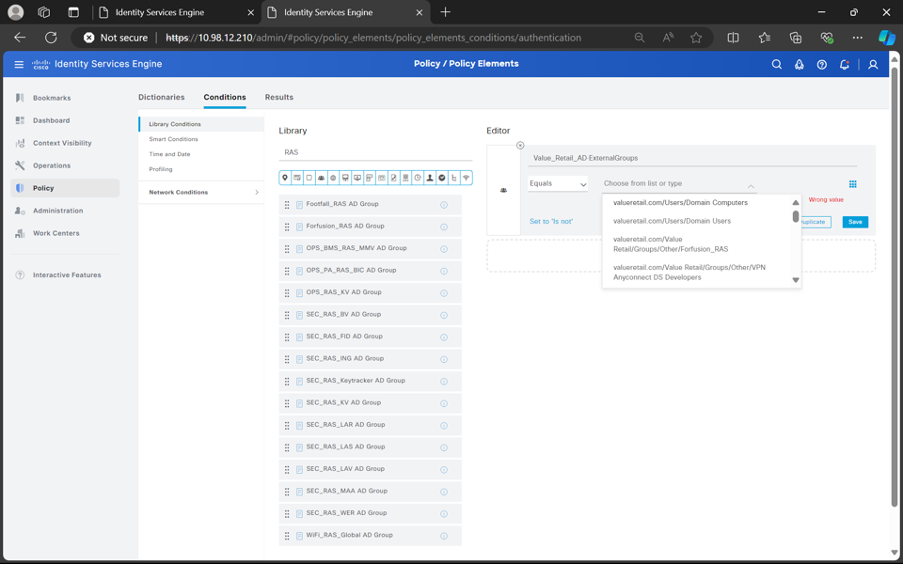 Identity Services Engine
Identity Services Engine
Not secure
https://10.98.12.210/admin/#policy/policy_elements/policy_elements_conditions/authentication
cisco
Identity Services Engine
Policy / Policy Elements
Bookmarks
Dashboard
Context Visibility
Operations
Policy
Administration
Work Centers
Interactive Features
Dictionaries
Conditions
Results
Library Conditions
Smart Conditions
Time and Date
Profiling
Network Conditions
Library
RAS
Footfall_RAS AD Group
Forfusion_RAS AD Group
OPS_BMS_RAS_MMV AD Group
OPS_PA_RAS_BIC AD Group
OPS_RAS_KV AD Group
SEC_RAS_BV AD Group
SEC_RAS_FID AD Group
SEC_RAS_ING AD Group
SEC_RAS_Keytracker AD Group
SEC_RAS_KV AD Group
SEC_RAS_LAR AD Group
SEC_RAS_LAS AD Group
SEC_RAS_LAV AD Group
SEC_RAS_MAA AD Group
SEC_RAS_WER AD Group
WiFi_RAS_Global AD Group
Editor
Value_Retail_AD·ExternalGroups
Equals
Choose from list or type
Wrong value
Set to 'Is not'
uplicate
Save
valueretail.com/Users/Domain Computers
valueretail.com/Users/Domain Users
valueretail.com/Value
Retail/Groups/Other/Forfusion_RAS
valueretail.com/Value Retail/Groups/Other/VPN
Anyconnect DS Developers